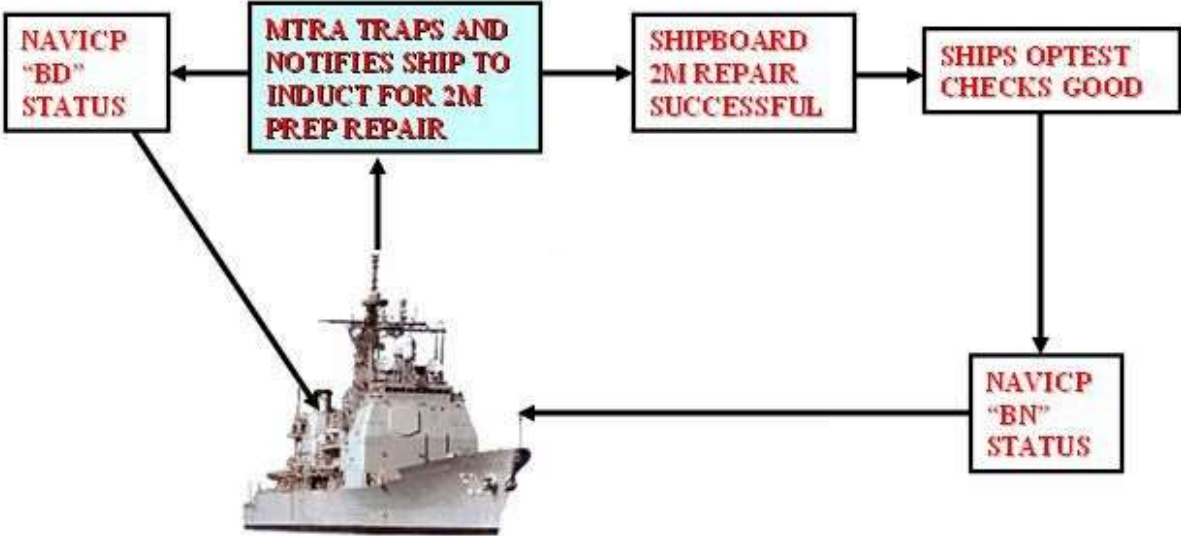 NAVICP
“BD”
STATUS
MTRA TRAPS AND
NOTIFIES SHIP TO
INDUCT FOR 2M
PREP REPAIR
SHIPBOARD
2M REPAIR
SUCCESSFUL
SHIPS OPTEST
CHECKS GOOD
NAVICP
“BN”
STATUS